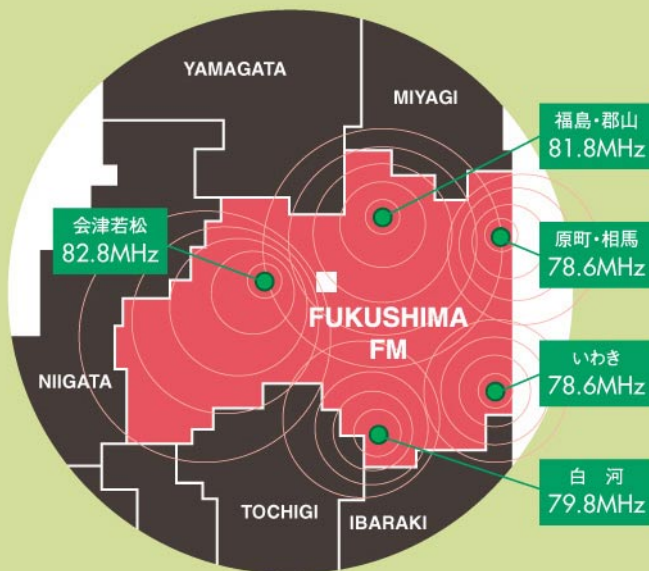 YAMAGATA
MIYAGI
福島・郡山
81.8MHz
会津若松
82.8MHz
原町・相馬
78.6MHz
FUKUSHIMA
FM
いわき
78.6MHz
NIIGATA
白 河
79.8MHz
TOCHIGI
IBARAKI